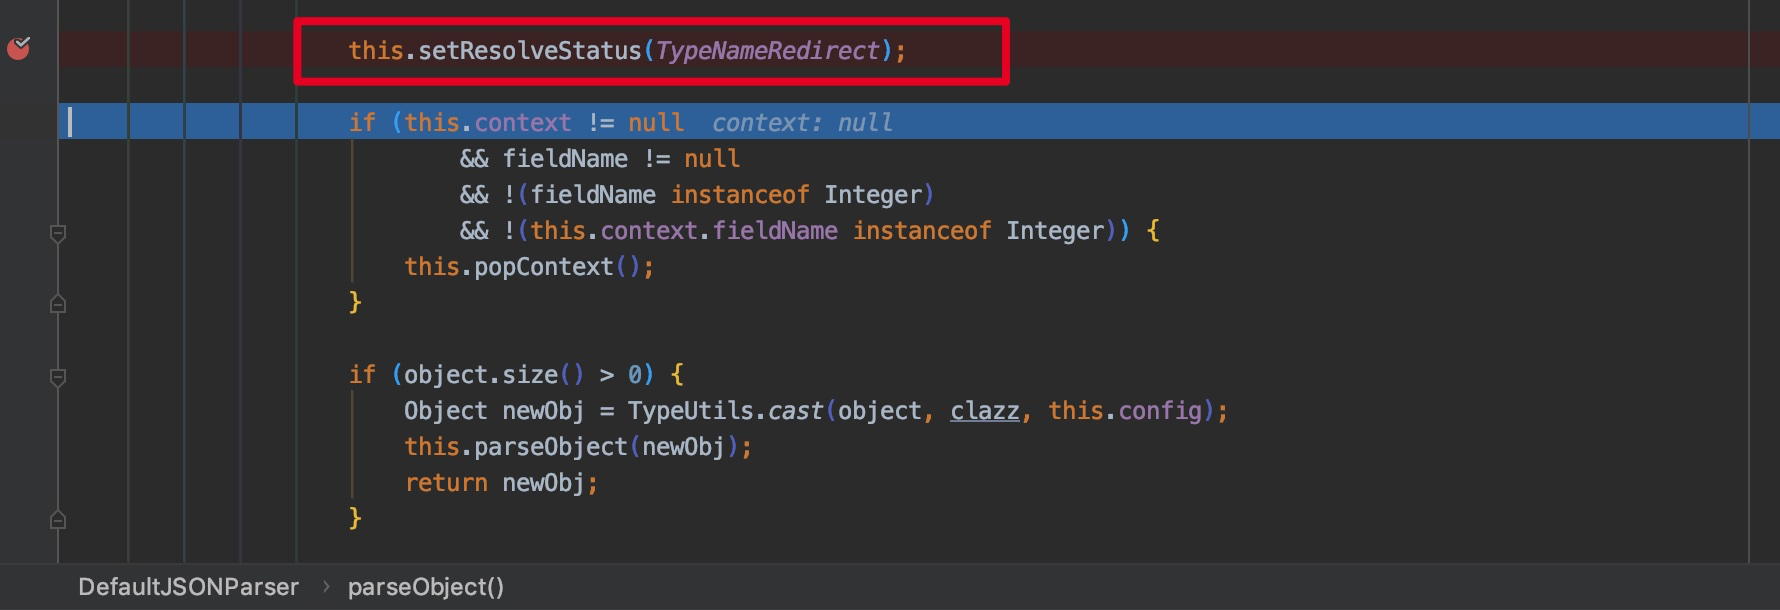 this.setResolveStatus(TypeNameRedirect);
if (this.context != null context: null
&& fieldName != null
&& !(fieldName instanceof Integer)
&& !(this.context.fieldName instanceof Integer)) {
this.popContext();
}
if (object.size() > 0) {
Object newObj = TypeUtils.cast(object, clazz, this.config);
this.parseObject(newObj);
return newObj;
}
DefaultJSONParser › parseObject()